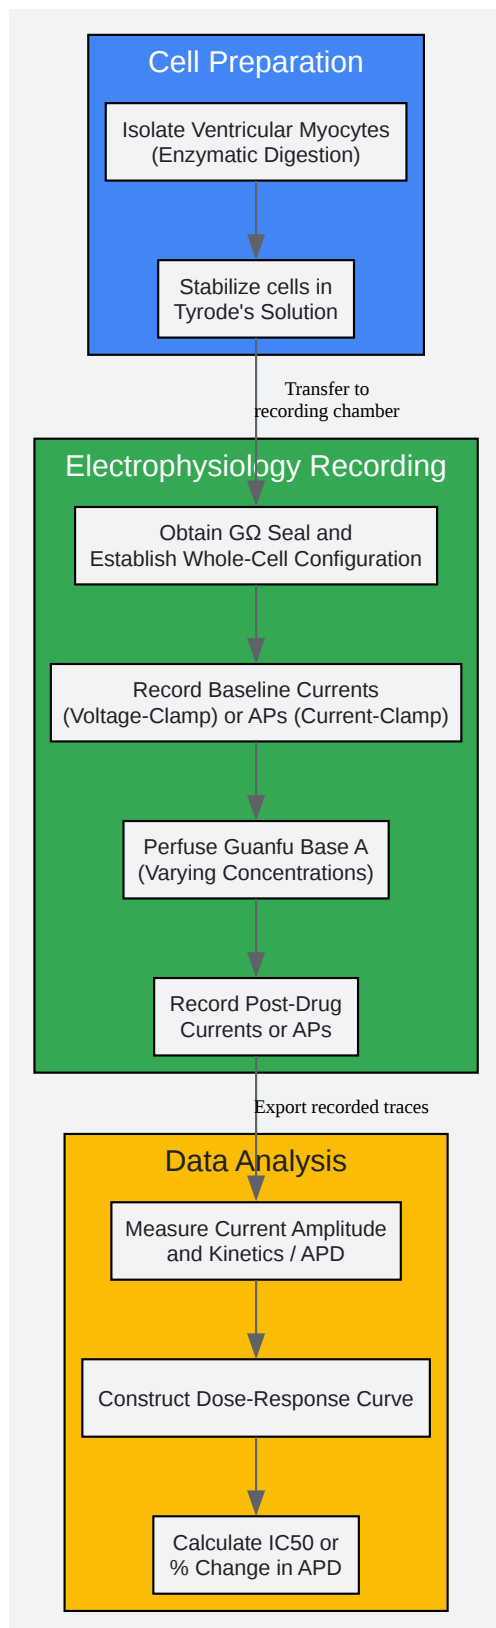 Cell Preparation
Isolate Ventricular Myocytes
(Enzymatic Digestion)
Stabilize cells in
Tyrode's Solution
Transfer to
recording chamber
Electrophysiology Recording
Obtain GΩ Seal and
Establish Whole-Cell Configuration
Record Baseline Currents
(Voltage-Clamp) or APs (Current-Clamp)
Perfuse Guanfu Base A
(Varying Concentrations)
Record Post-Drug
Currents or APs
Export recorded traces
Data Analysis
Measure Current Amplitude
and Kinetics / APD
Construct Dose-Response Curve
Calculate IC50 or
% Change in APD